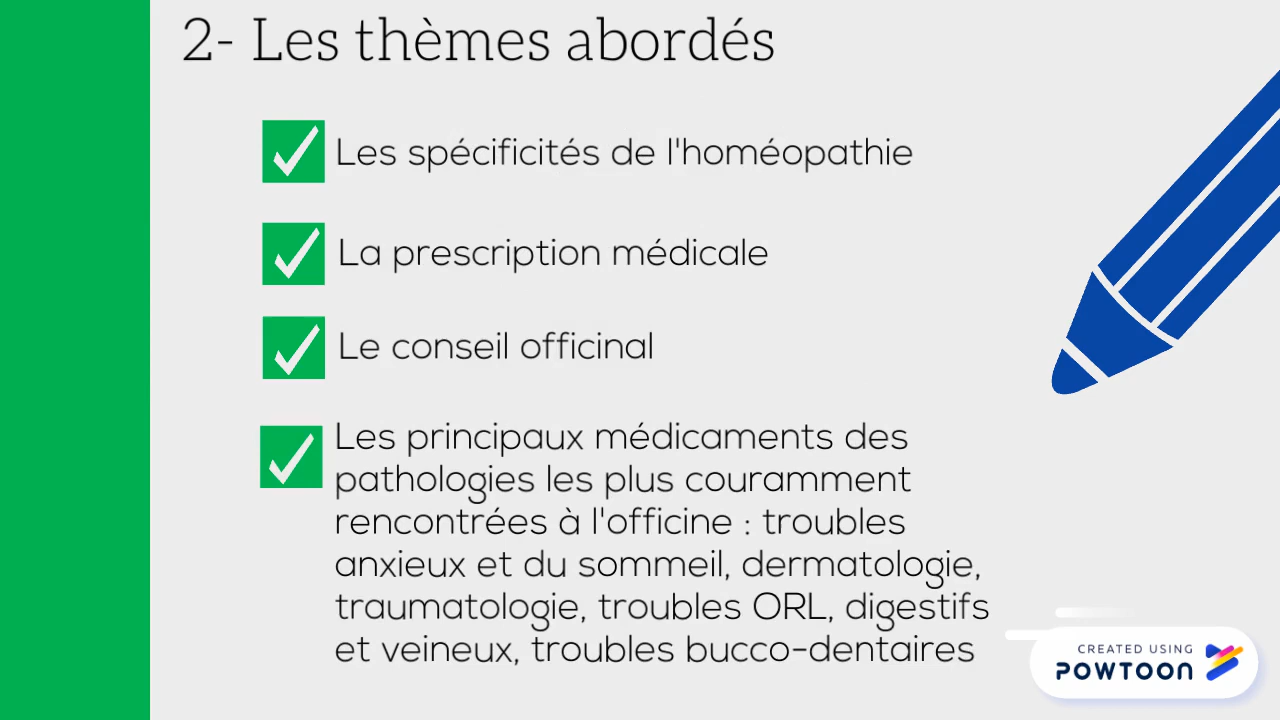 2- Les thèmes abordés
Les spécificités de l'homéopathie
La prescription médicale
Le conseil officinal
Les principaux médicaments des
pathologies les plus couramment
rencontrées à l'officine : troubles
anxieux et du sommeil, dermatologie,
traumatologie, troubles ORL, digestifs
et veineux, troubles bucco-dentaires
CREATED USING
POWTOON